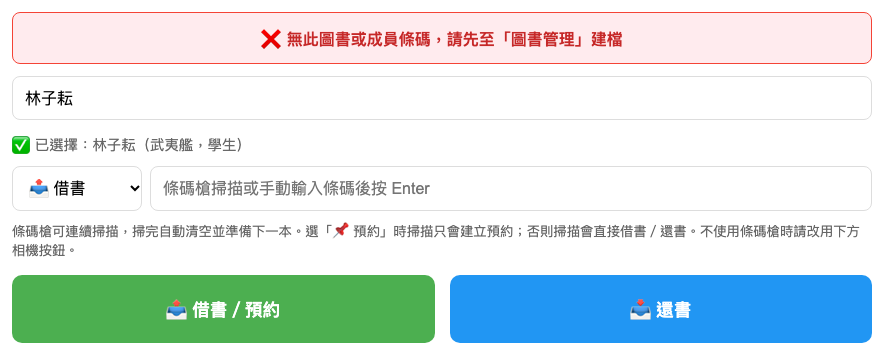 ❌ 無此圖書或成員條碼，請先至「圖書管理」建檔
林子耘
✅ 已選擇：林子耘（武夷艦，學生）
📤 借書
條碼槍掃描或手動輸入條碼後按 Enter
條碼槍可連續掃描，掃完自動清空並準備下一本。選「📌 預約」時掃描只會建立預約；否則掃描會直接借書 / 還書。不使用條碼槍時請改用下方
相機按鈕。
📤 借書 / 預約
📥 還書